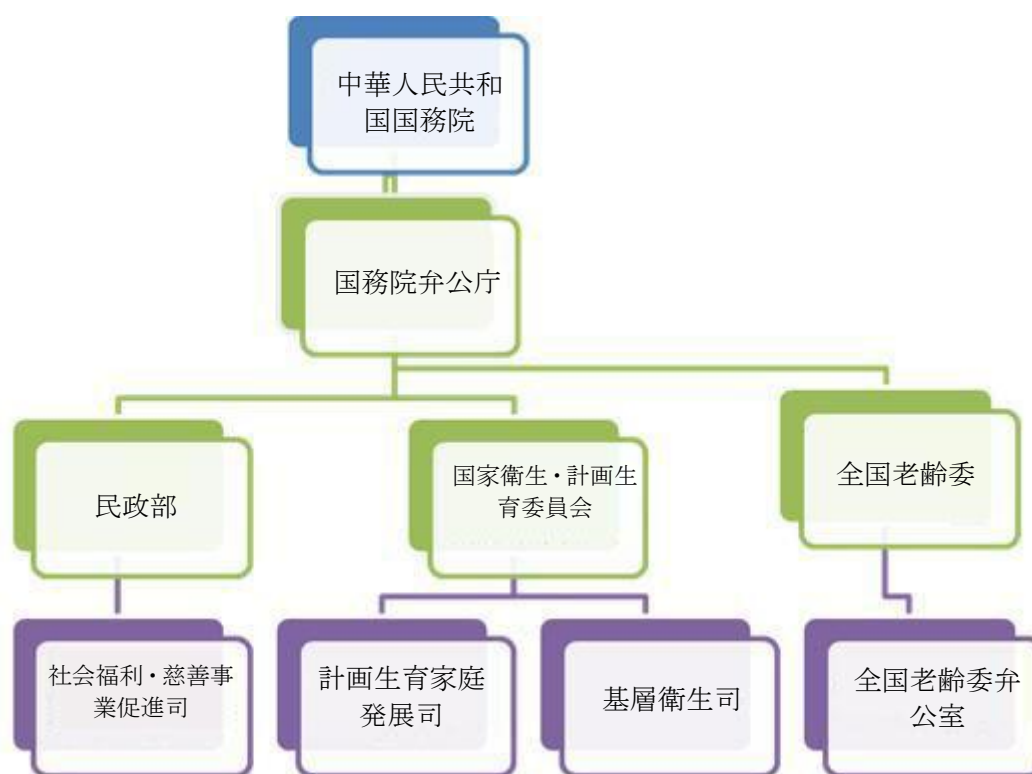 中華人民共和
国国務院
国務院弁公庁
民政部
国家衛生・計画生
育委員会
全国老齢委
社会福利・慈善事
業促進司
計画生育家庭
発展司
基層衛生司
全国老齢委弁
公室